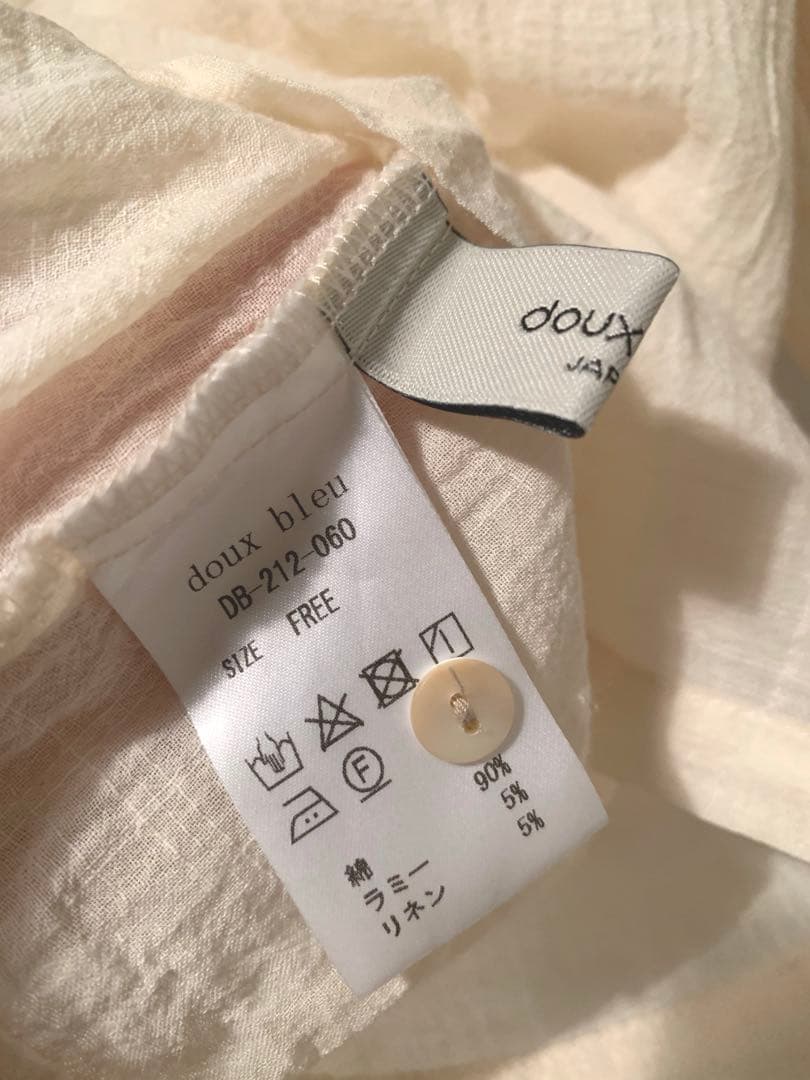 doux
JAP
doux bleu
DB-212-060
SIZE FREE
F
綿 90%
ラミー 5%
リネン 5%